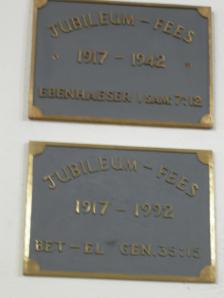 JUBILEUM - FEES
" 1917 - 1942 "
EBENHAESER I SAM. 7:12
JUBILEUM - FEES
1917 - 1992
BET-EL GEN. 35:15